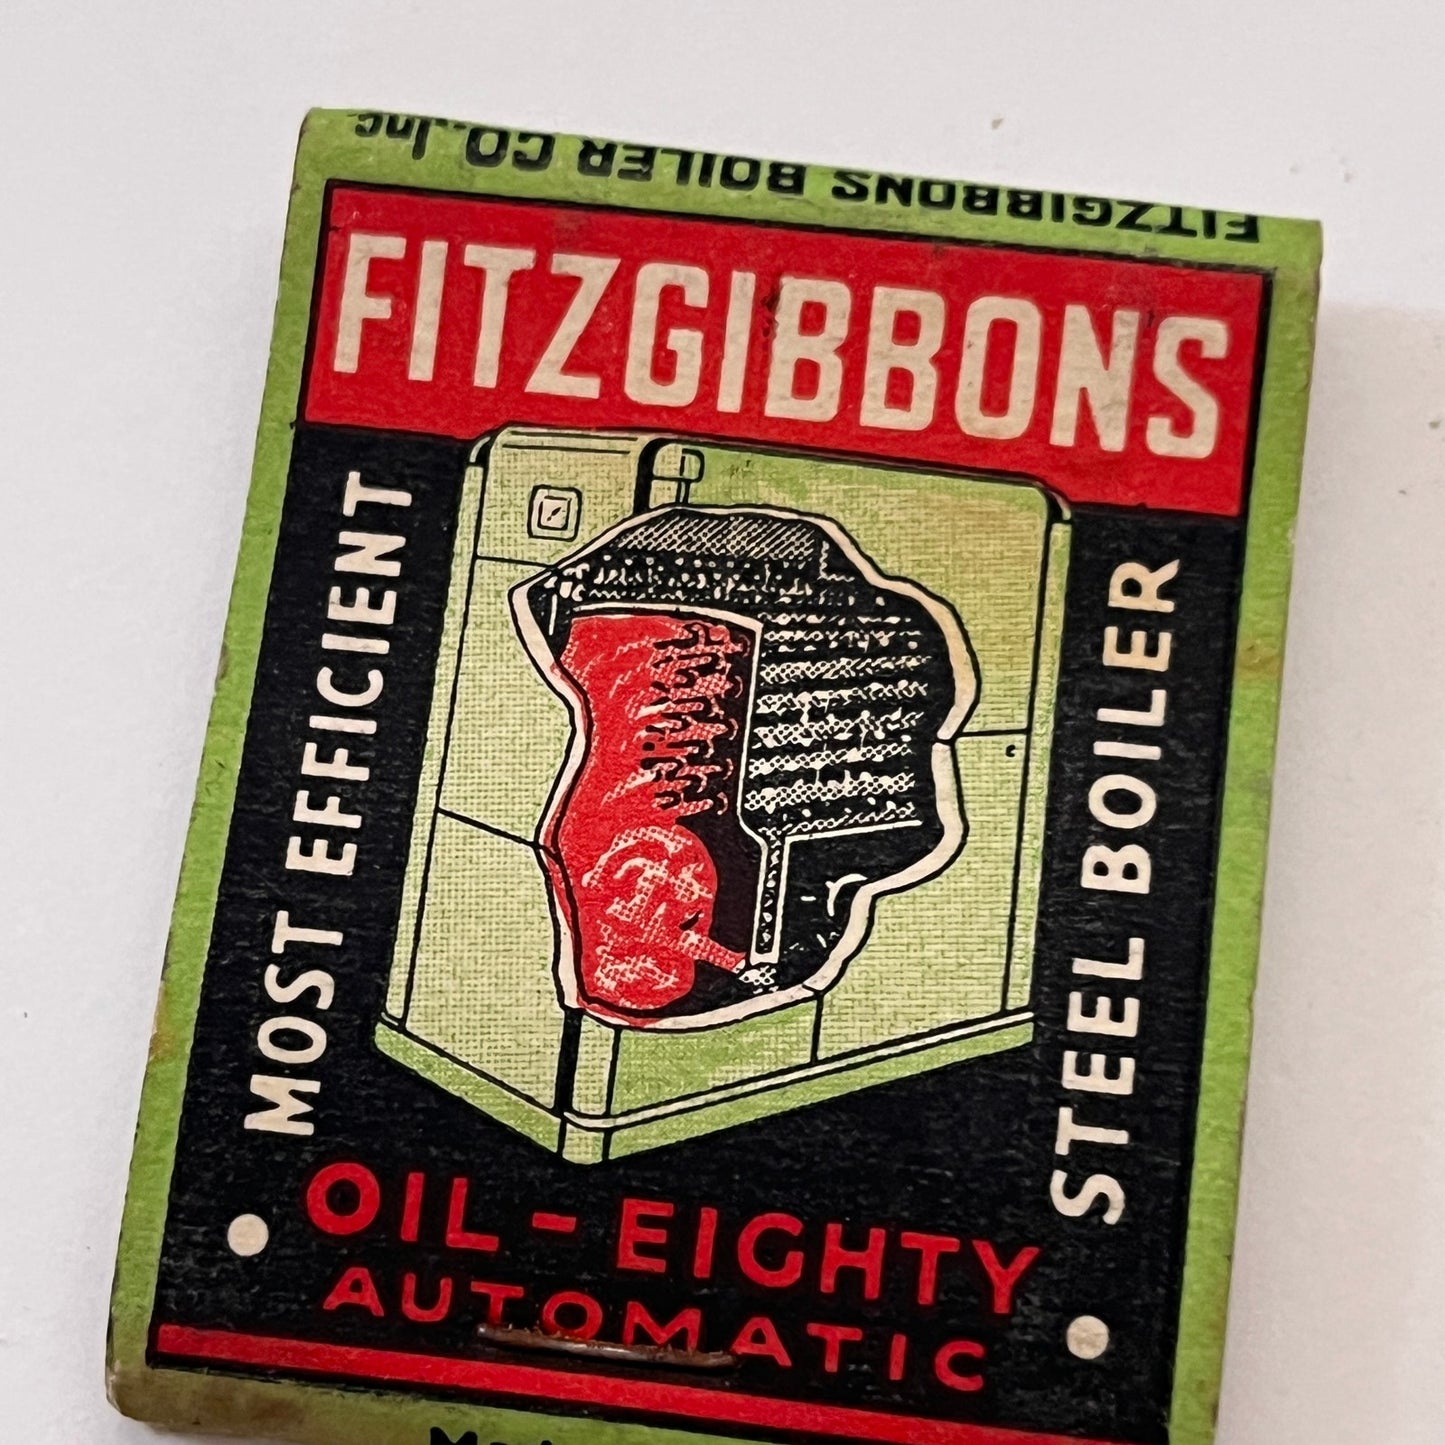 FITZGIBBONS BOILER CO., Inc
FITZGIBBONS
MOST EFFICIENT
STEEL BOILER
OIL-EIGHTY
AUTOMATIC